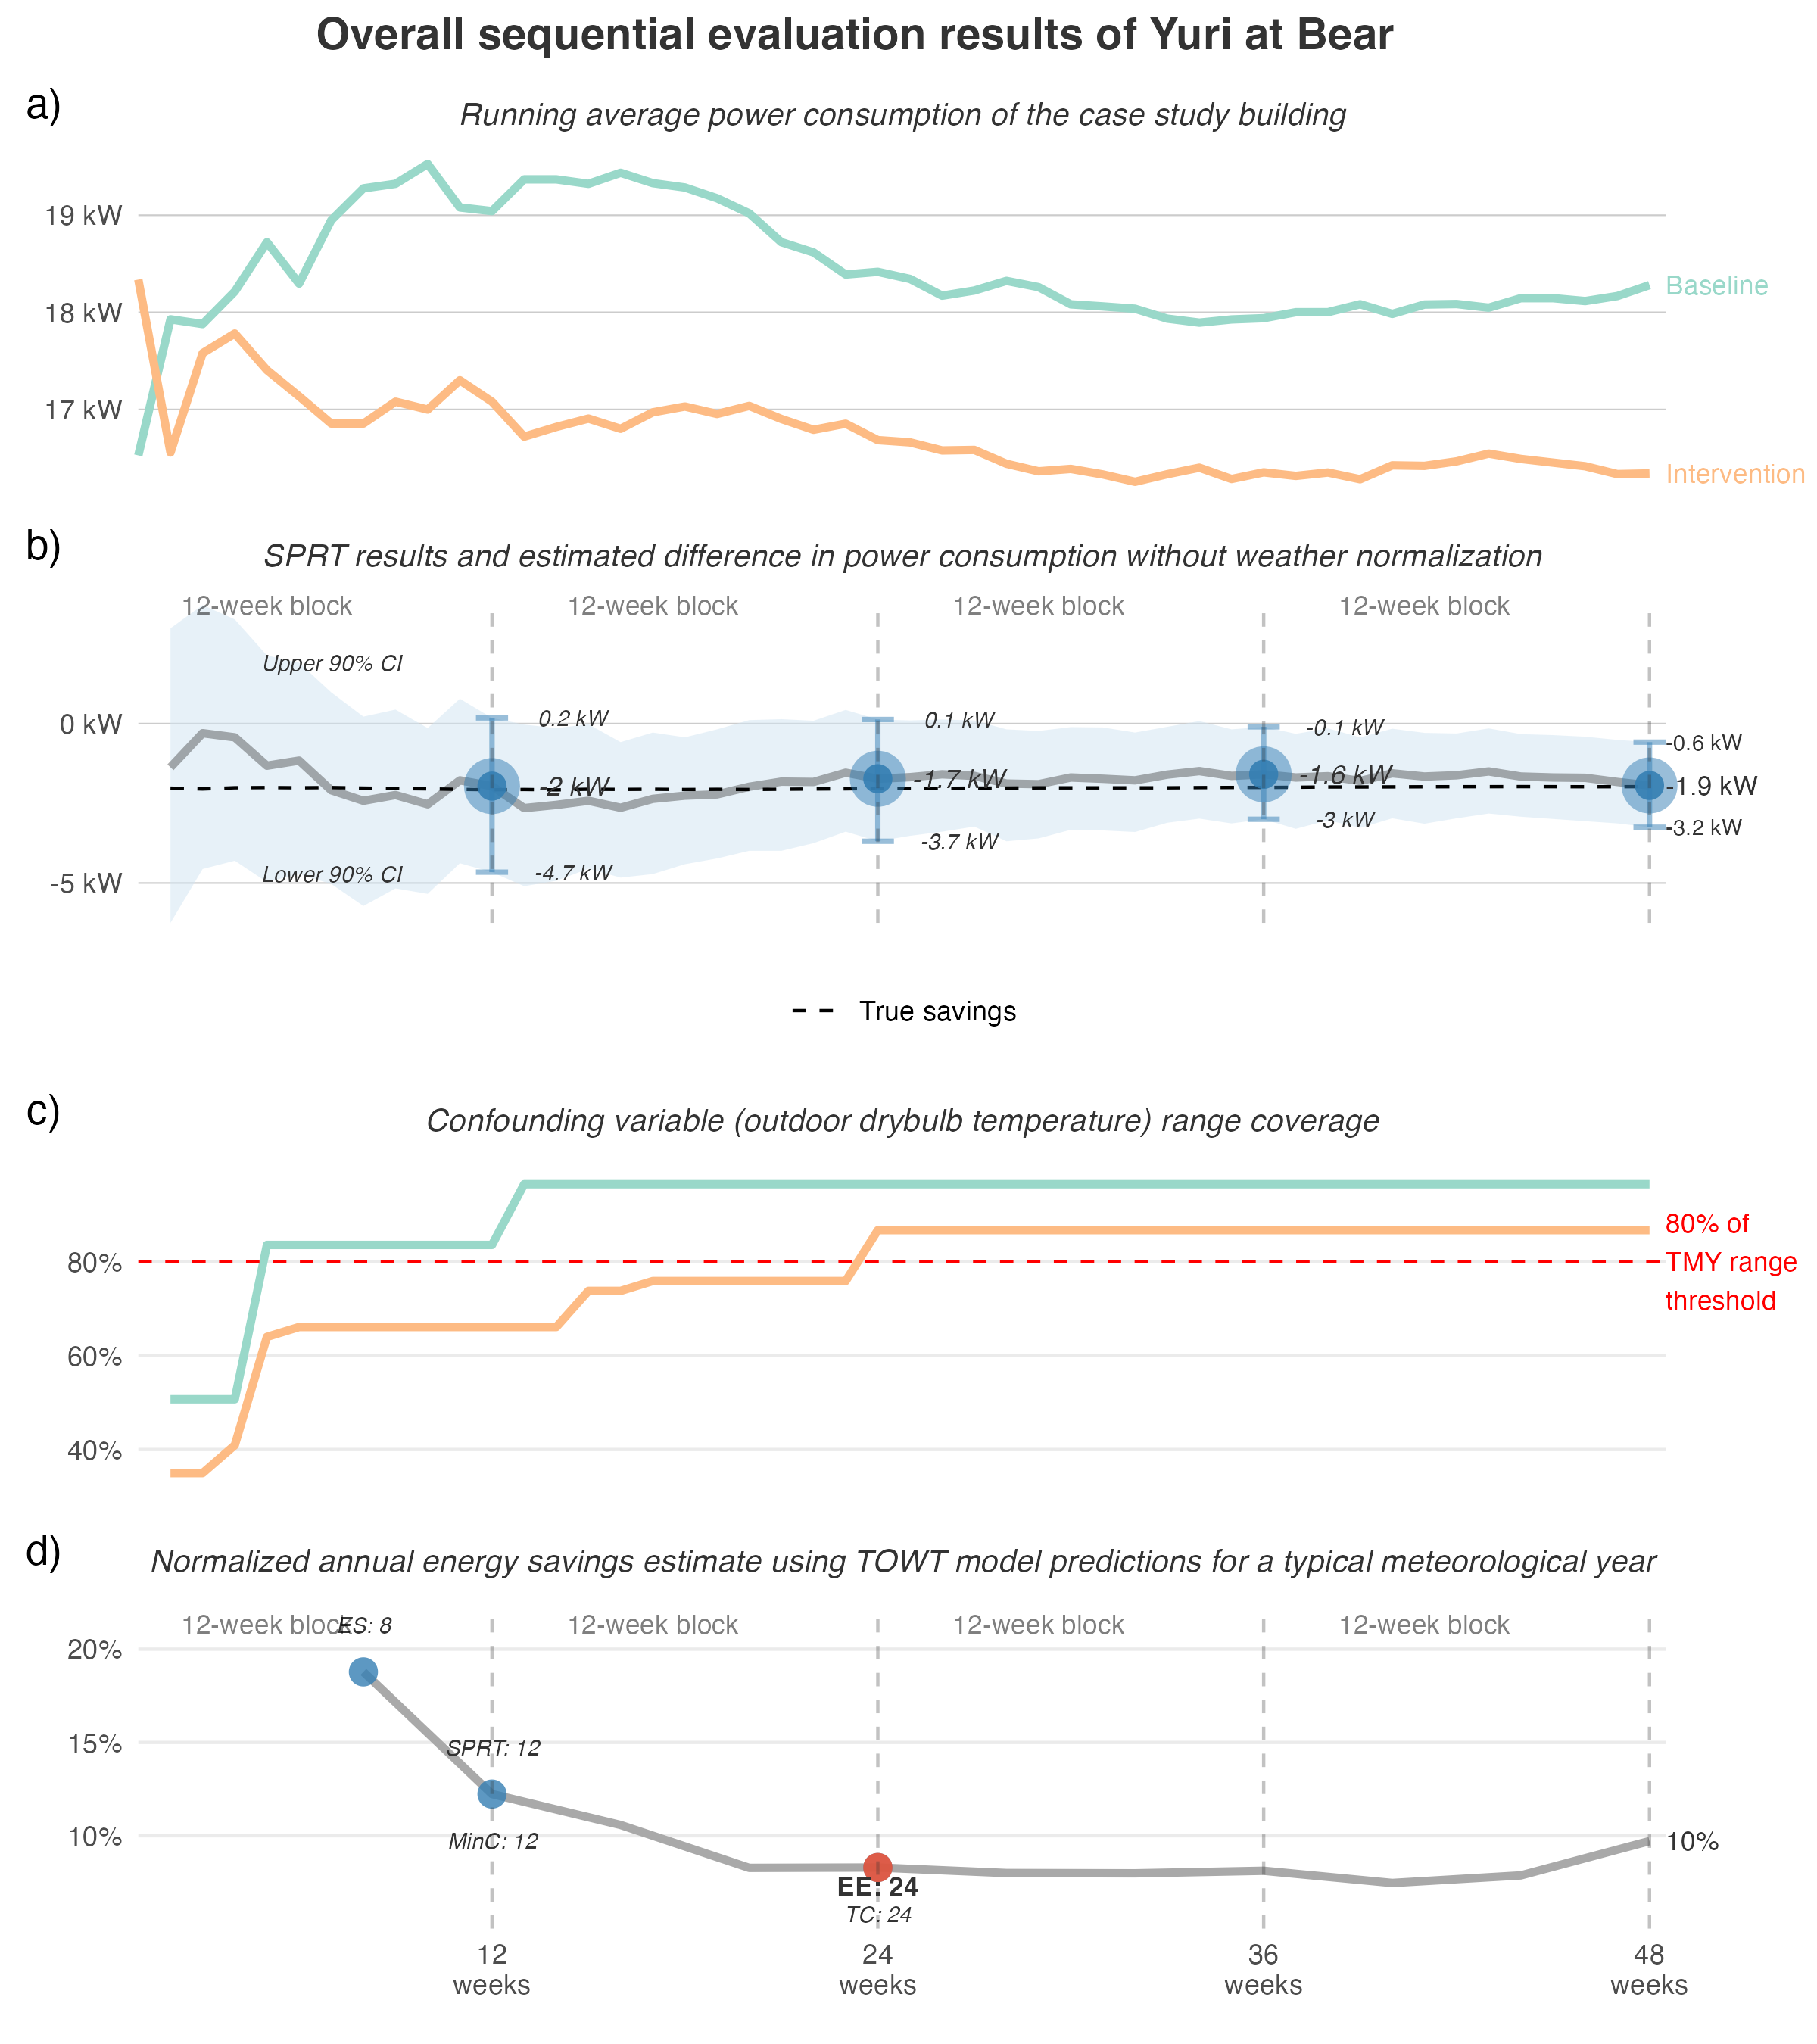 Overall sequential evaluation results of Yuri at Bear
a)
Running average power consumption of the case study building
19 kW
18 kW
17 kW
Baseline
Intervention
b)
SPRT results and estimated difference in power consumption without weather normalization
12-week block 12-week block 12-week block 12-week block
Upper 90% CI
0 kW
0.2 kW
0.1 kW
-0.1 kW
-0.6 kW
-2 kW
-1.7 kW
-1.6 kW
-1.9 kW
-4.7 kW
-3.7 kW
-3 kW
-3.2 kW
Lower 90% CI
-5 kW
True savings
c)
Confounding variable (outdoor drybulb temperature) range coverage
80%
60%
40%
80% of
TMY range
threshold
d)
Normalized annual energy savings estimate using TOWT model predictions for a typical meteorological year
12-week block 12-week block 12-week block 12-week block
ES: 8
20%
15%
10%
SPRT: 12
MinC: 12
EE: 24
TC: 24
10%
12
weeks
24
weeks
36
weeks
48
weeks